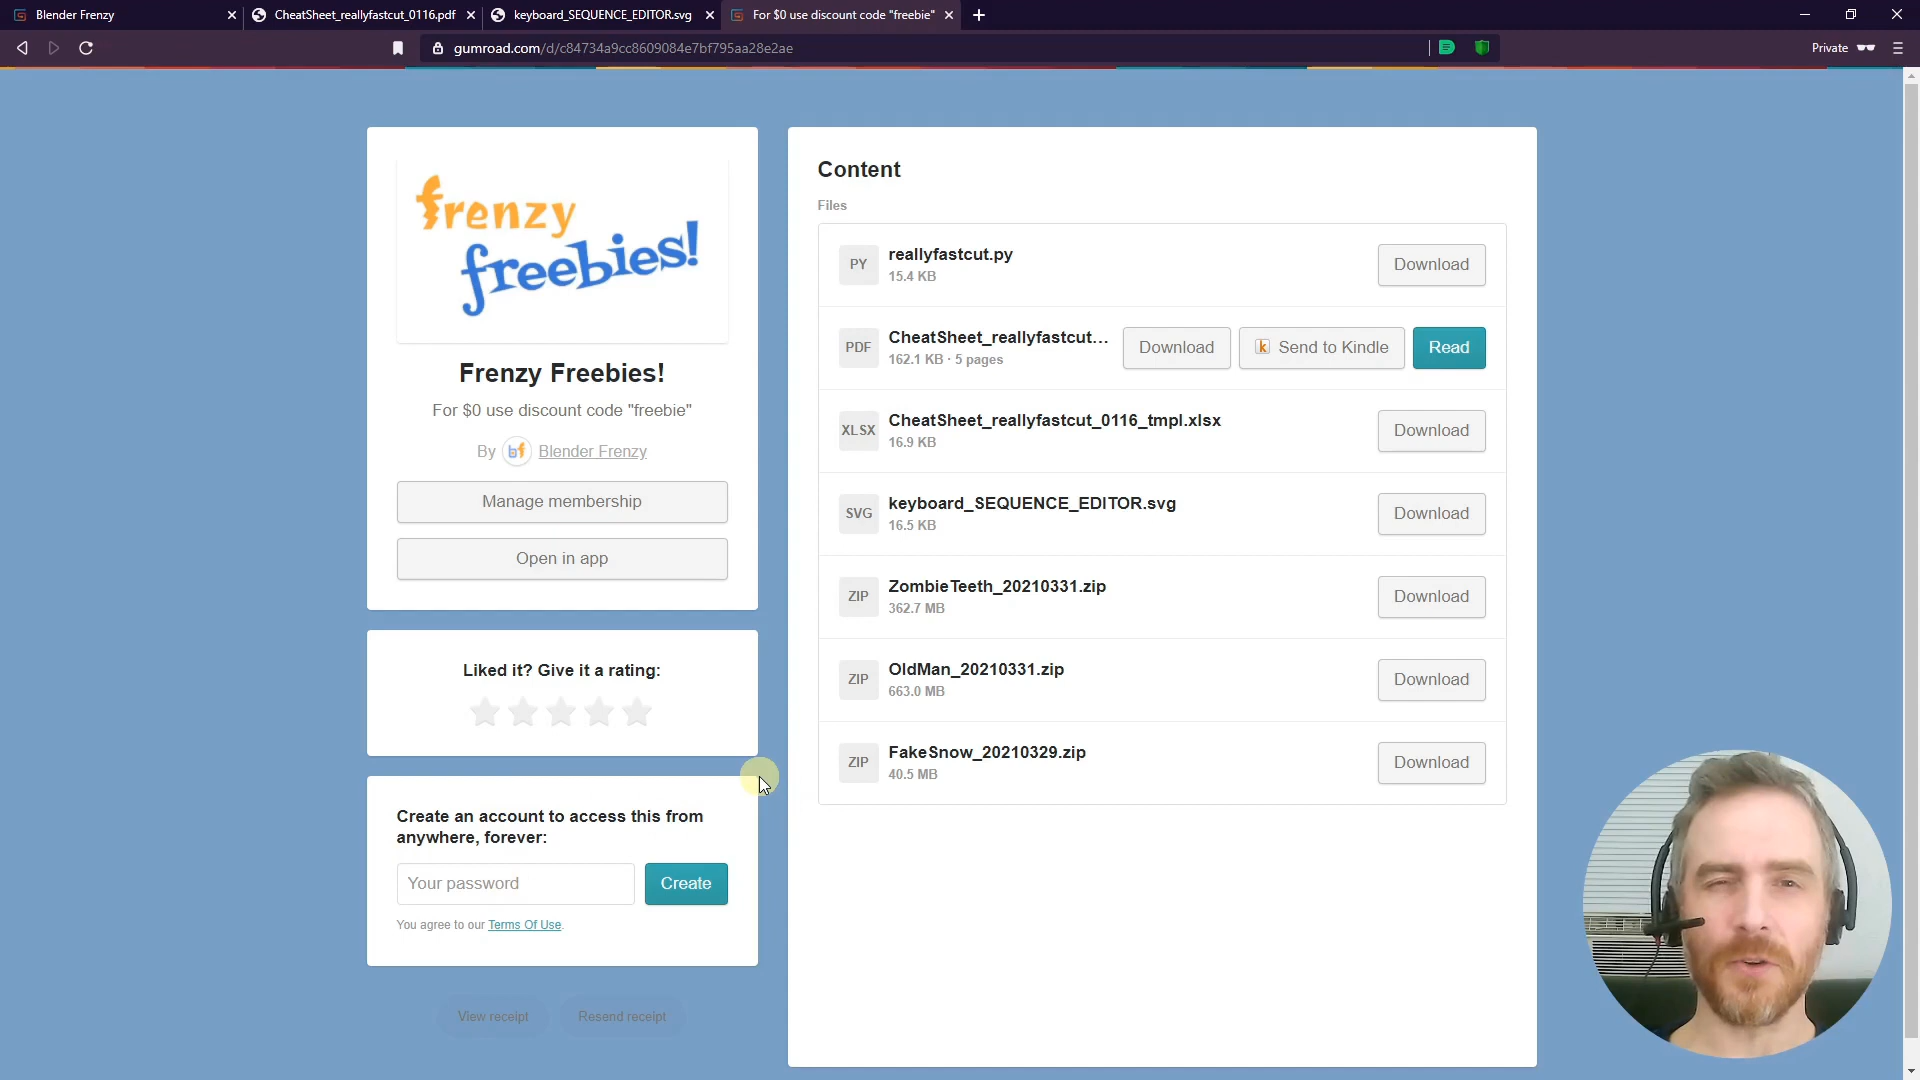 Blender Frenzy
CheatSheet_reallyfastcut_0116.pdf
keyboard_SEQUENCE_EDITOR.svg
For $0 use discount code "freebie"
gumroad.com/d/c84734a9cc8609084e7bf795aa28e2ae
Private
frenzy
freebies!
Frenzy Freebies!
For $0 use discount code "freebie"
By bf Blender Frenzy
Manage membership
Open in app
Liked it? Give it a rating:
Create an account to access this from
anywhere, forever:
Your password
Create
You agree to our Terms Of Use.
View receipt
Resend receipt
Content
Files
PY
reallyfastcut.py
15.4 KB
Download
PDF
CheatSheet_reallyfastcut...
162.1 KB · 5 pages
Download
k Send to Kindle
Read
XLSX
CheatSheet_reallyfastcut_0116_tmpl.xlsx
16.9 KB
Download
SVG
keyboard_SEQUENCE_EDITOR.svg
16.5 KB
Download
ZIP
ZombieTeeth_20210331.zip
362.7 MB
Download
ZIP
OldMan_20210331.zip
663.0 MB
Download
ZIP
FakeSnow_20210329.zip
40.5 MB
Download